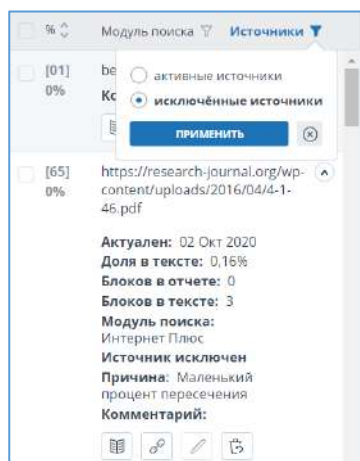 % Модуль поиска Источники
[01] be
0% Ко
активные источники
исключённые источники
ПРИМЕНИТЬ
[65] https://research-journal.org/wp-
0% content/uploads/2016/04/4-1-
46.pdf
Актуален: 02 Окт 2020
Доля в тексте: 0,16%
Блоков в отчете: 0
Блоков в тексте: 3
Модуль поиска:
Интернет Плюс
Источник исключен
Причина: Маленький
процент пересечения
Комментарий: